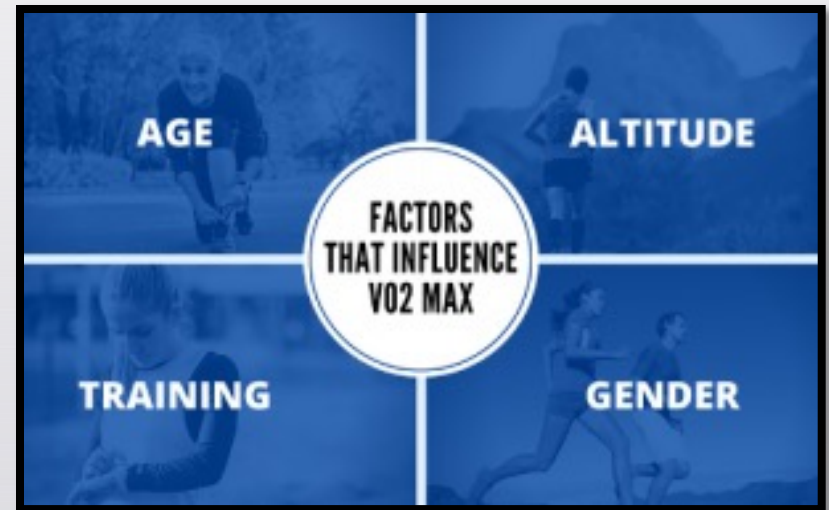 AGE
ALTITUDE
FACTORS
THAT INFLUENCE
VO2 MAX
TRAINING
GENDER